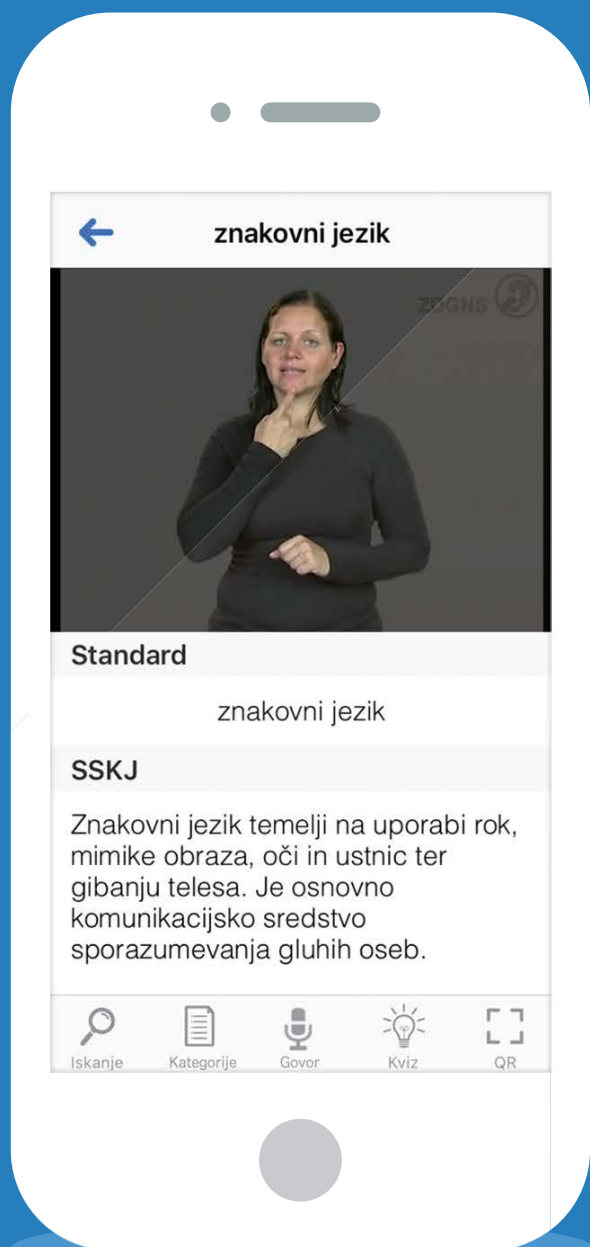 znakovni jezik
ZDGNS
Standard
znakovni jezik
SSKJ
Znakovni jezik temelji na uporabi rok,
mimike obraza, oči in ustnic ter
gibanju telesa. Je osnovno
komunikacijsko sredstvo
sporazumevanja gluhih oseb.
Iskanje Kategorije Govor Kviz QR